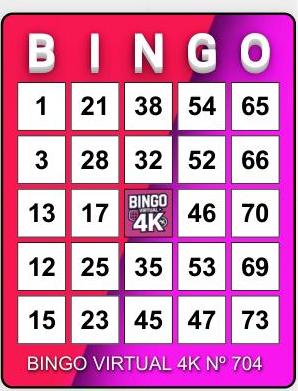 B I N G O
1 21 38 54 65
3 28 32 52 66
13 17 BINGO VIRTUAL 4K 46 70
12 25 35 53 69
15 23 45 47 73
BINGO VIRTUAL 4K Nº 704